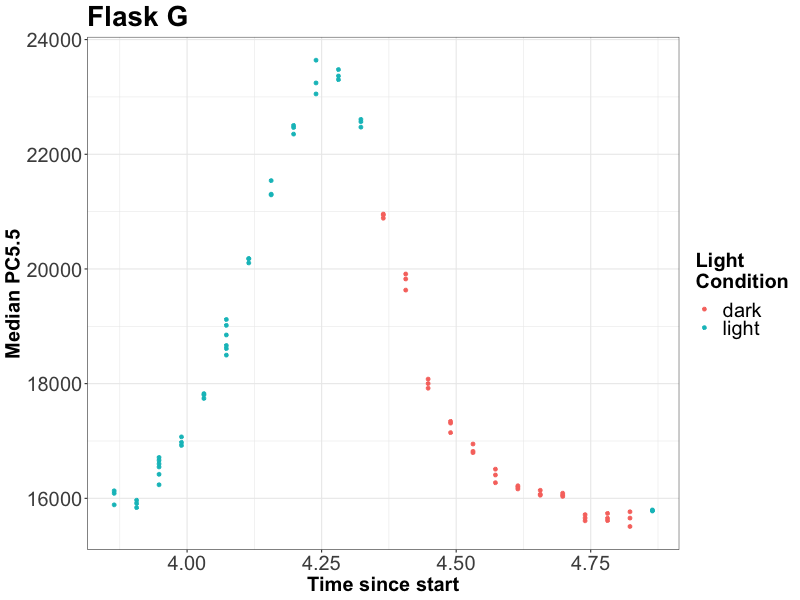 Flask G
24000
22000
20000
18000
16000
Median PC5.5
4.00 4.25 4.50 4.75
Time since start
Light
Condition
dark
light